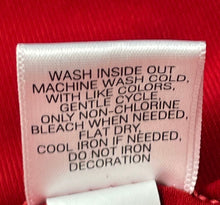 WASH INSIDE OUT
MACHINE WASH COLD,
WITH LIKE COLORS,
GENTLE CYCLE,
ONLY NON-CHLORINE
BLEACH WHEN NEEDED,
FLAT DRY,
COOL IRON IF NEEDED,
DO NOT IRON
DECORATION